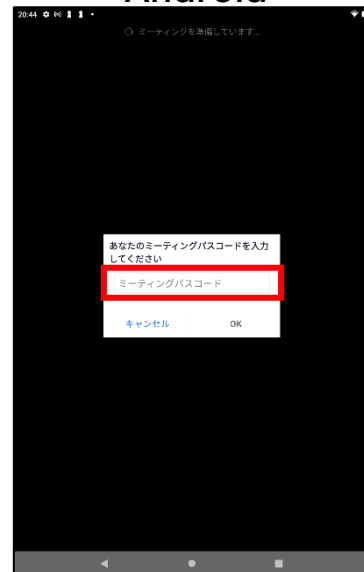 Android
20:44
ミーティングを準備しています...
あなたのミーティングパスコードを入力
してください
ミーティングパスコード
キャンセル OK